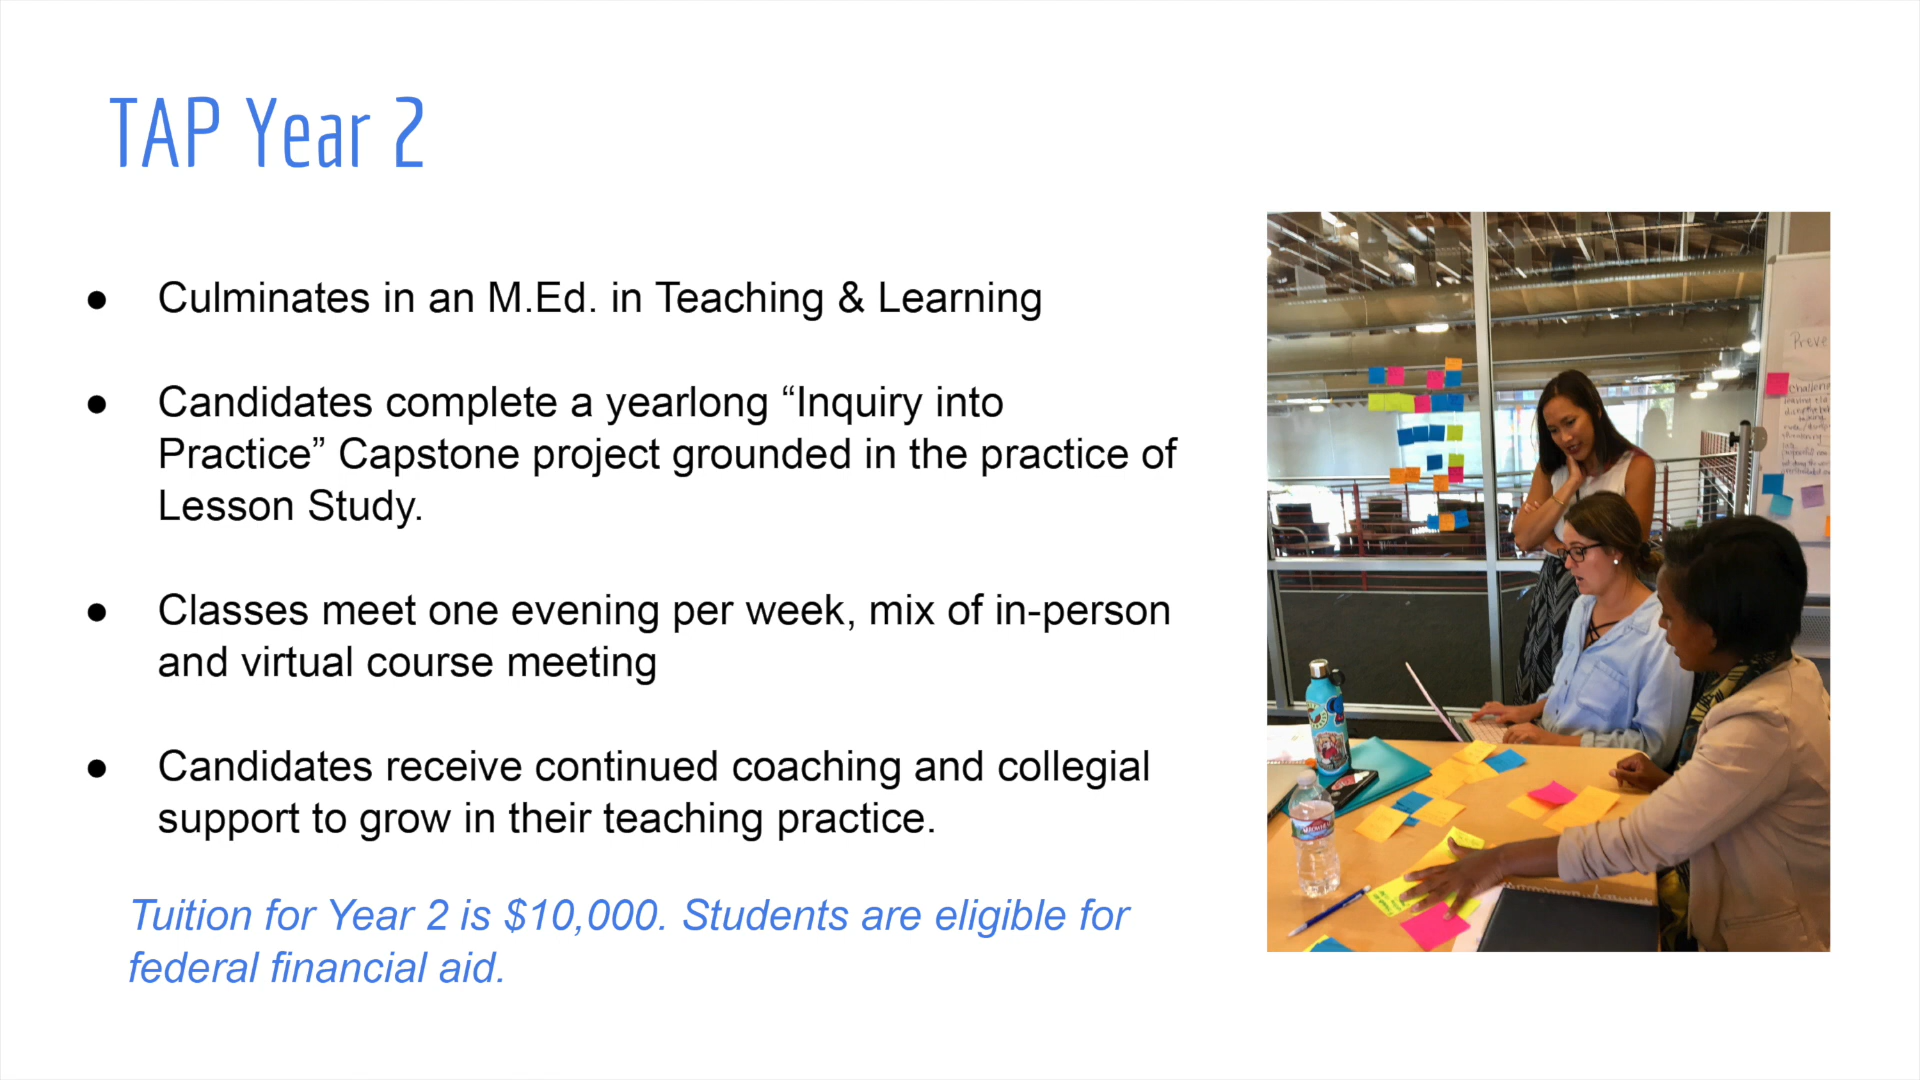 TAP Year 2
● Culminates in an M.Ed. in Teaching & Learning
● Candidates complete a yearlong “Inquiry into
Practice” Capstone project grounded in the practice of
Lesson Study.
● Classes meet one evening per week, mix of in-person
and virtual course meeting
● Candidates receive continued coaching and collegial
support to grow in their teaching practice.
Tuition for Year 2 is $10,000. Students are eligible for
federal financial aid.
Preve